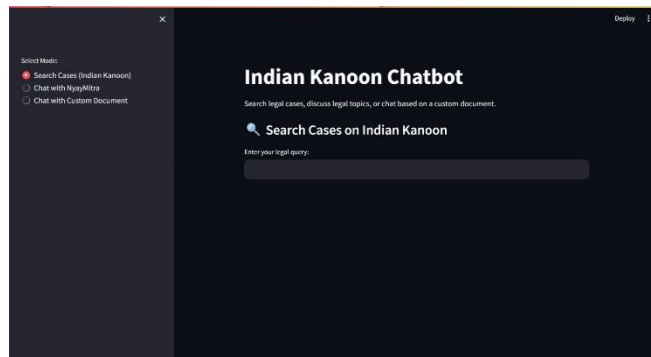 Deploy
Select Mode:
Search Cases (Indian Kanoon)
Chat with NyayMitra
Chat with Custom Document
Indian Kanoon Chatbot
Search legal cases, discuss legal topics, or chat based on a custom document.
Search Cases on Indian Kanoon
Enter your legal query: